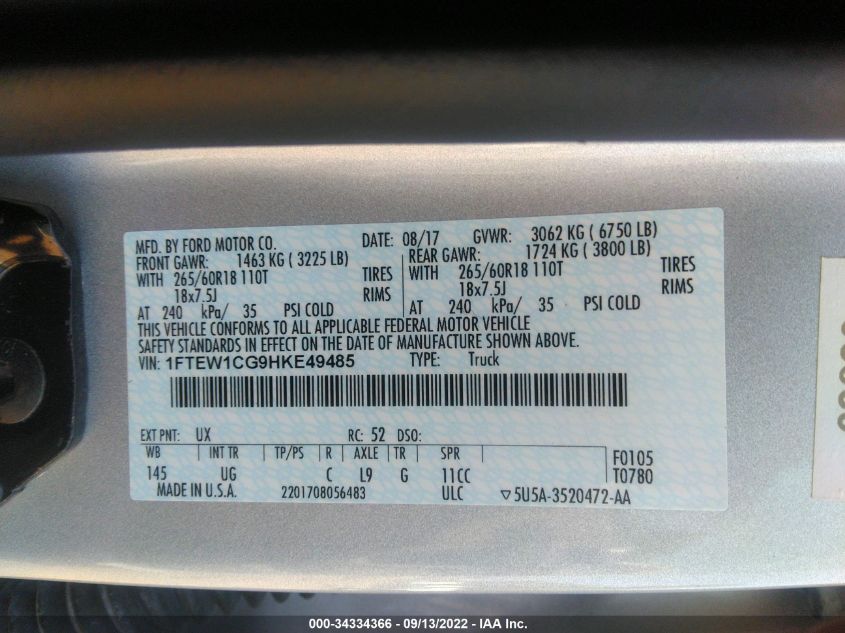 MFD. BY FORD MOTOR CO. DATE: 08/17 GVWR: 3062 KG ( 6750 LB)
FRONT GAWR: 1463 KG ( 3225 LB) REAR GAWR: 1724 KG ( 3800 LB)
WITH 265/60R18 110T TIRES WITH 265/60R18 110T TIRES
18x7.5J RIMS 18x7.5J RIMS
AT 240 kPa/ 35 PSI COLD AT 240 kPa/ 35 PSI COLD
THIS VEHICLE CONFORMS TO ALL APPLICABLE FEDERAL MOTOR VEHICLE
SAFETY STANDARDS IN EFFECT ON THE DATE OF MANUFACTURE SHOWN ABOVE.
VIN: 1FTEW1CG9HKE49485 TYPE: Truck
EXT PNT: UX RC: 52 DSO:
WB INT TR TP/PS R AXLE TR SPR F0105
145 UG C L9 G 11CC T0780
MADE IN U.S.A. 2201708056483 ULC ▽5U5A-3520472-AA
000-34334366 - 09/13/2022 - IAA Inc.